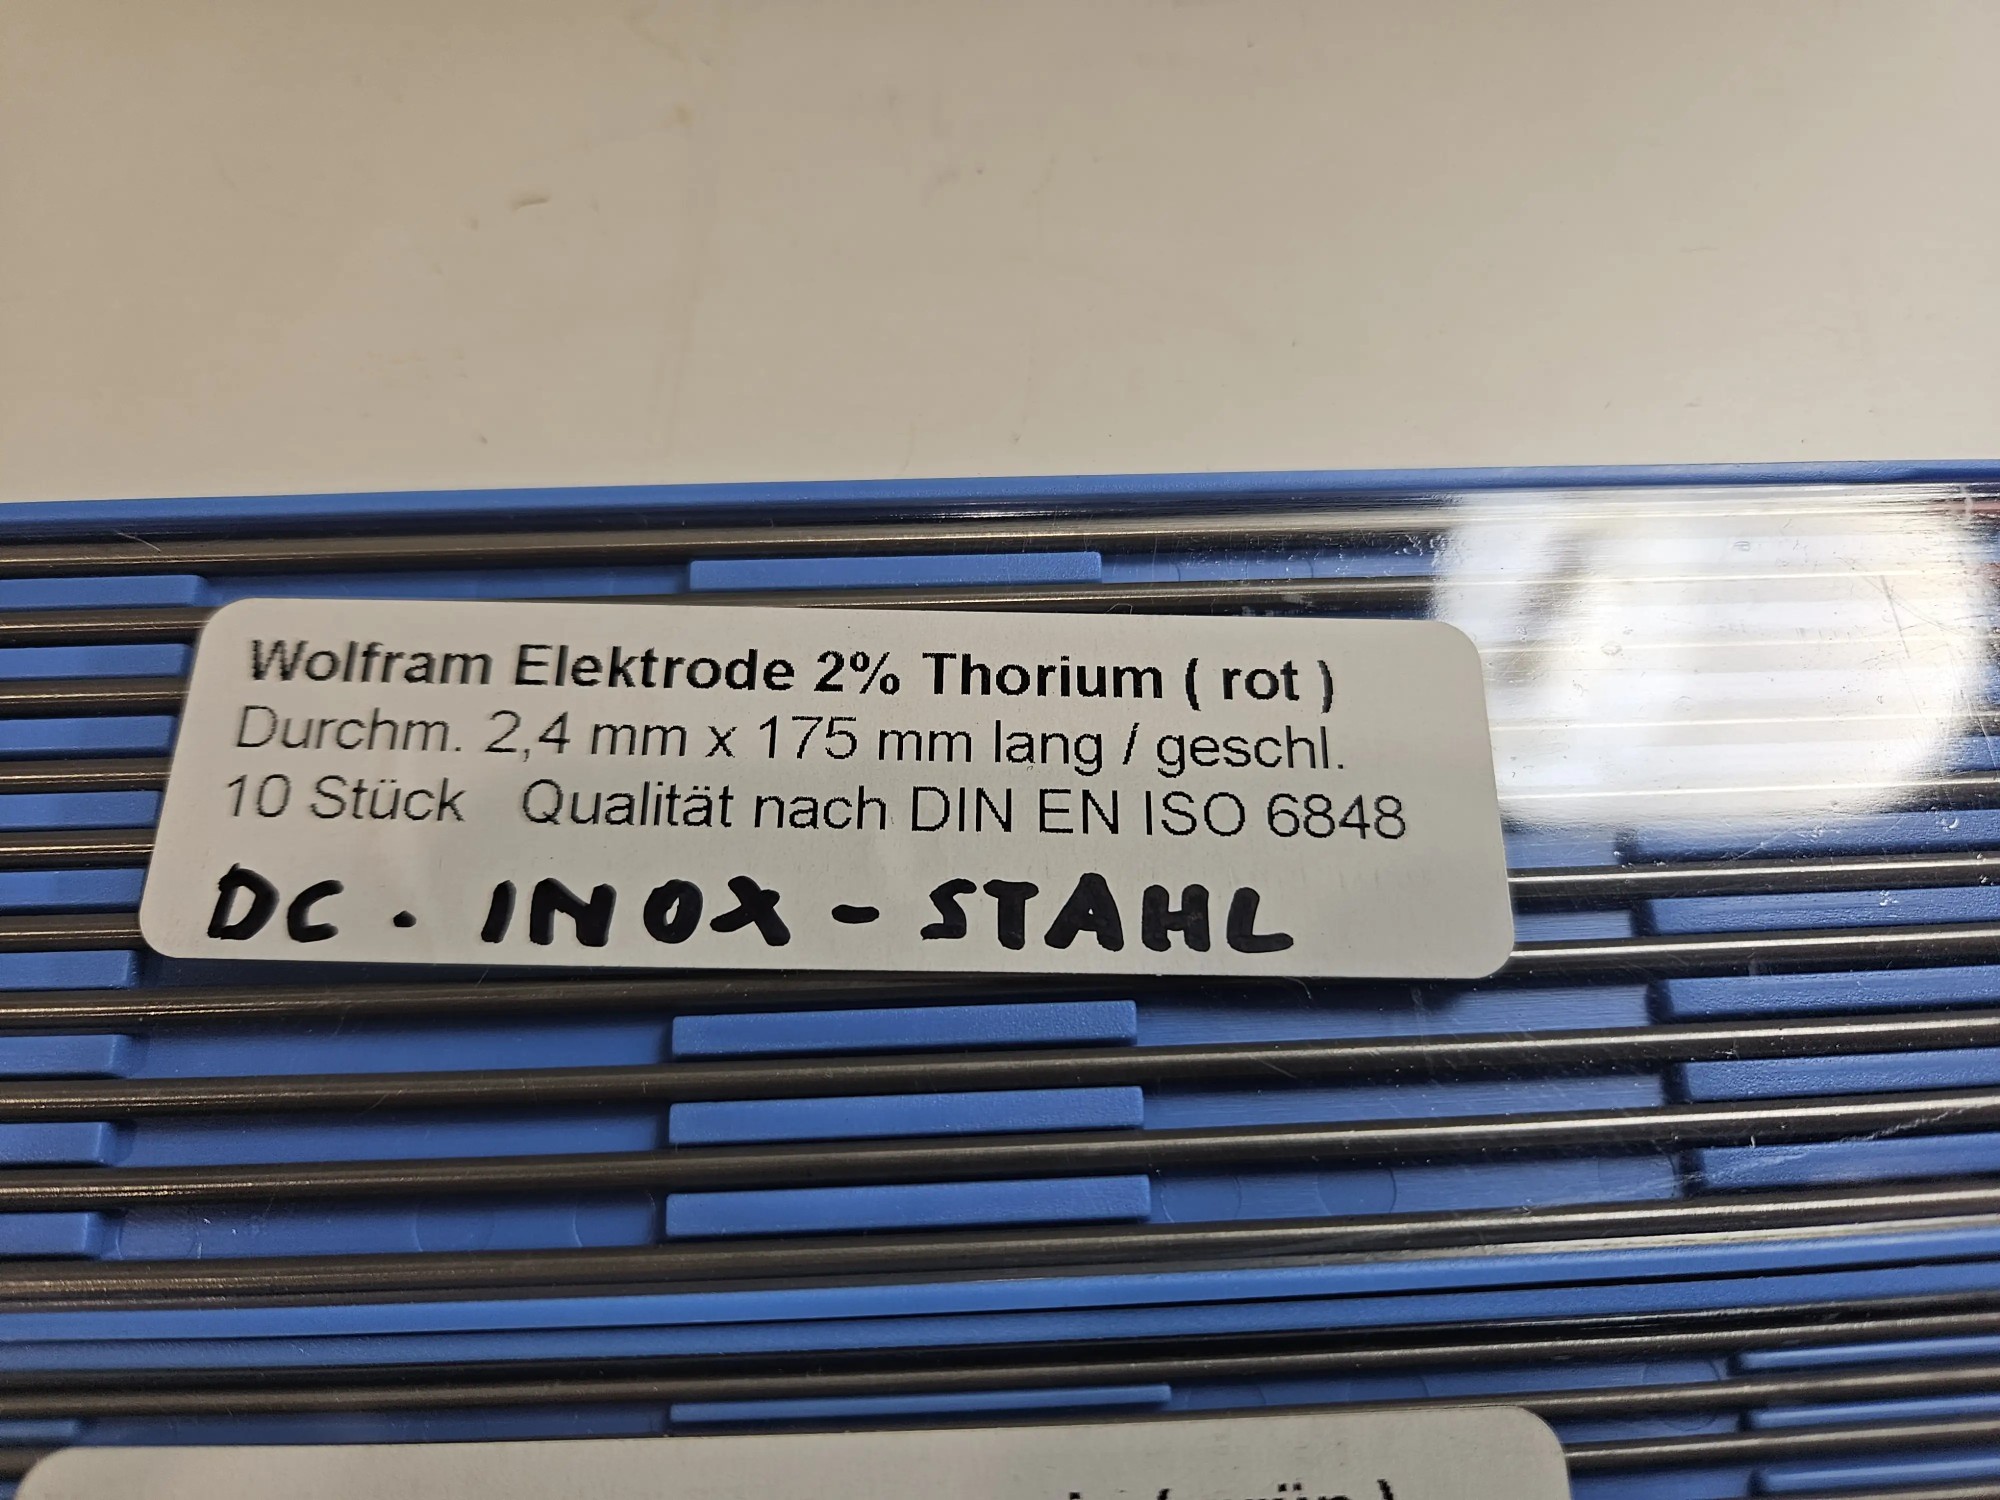 Wolfram Elektrode 2% Thorium ( rot )
Durchm. 2,4 mm x 175 mm lang / geschl.
10 Stück Qualität nach DIN EN ISO 6848
DC . INOX - STAHL